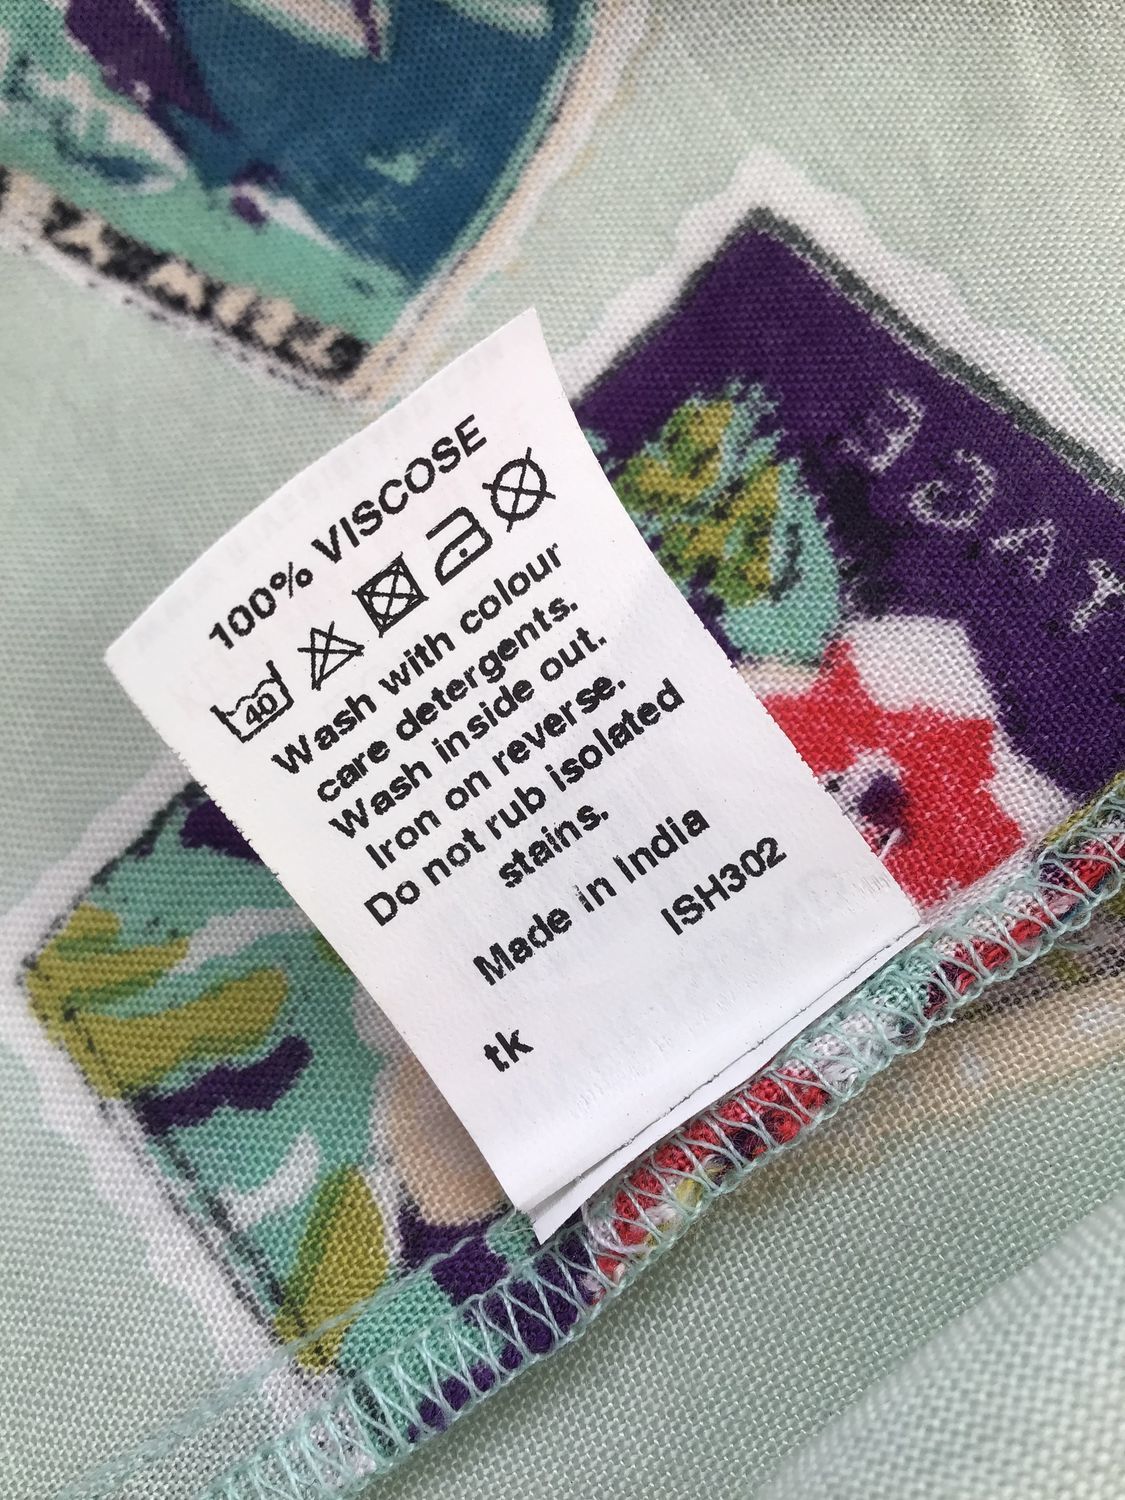 100% VISCOSE
40
Wash with colour
care detergents.
Wash inside out.
Iron on reverse.
Do not rub isolated
stains.
Made in India
ISH302
tk